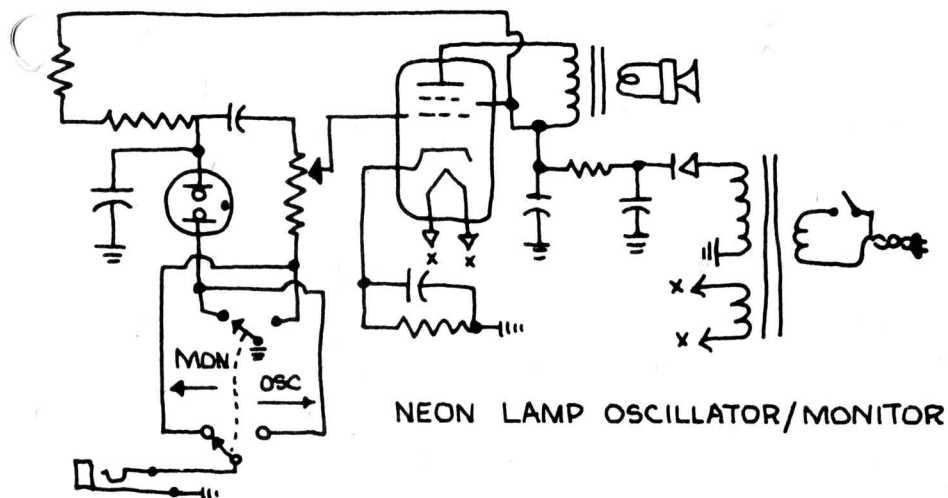 x x
x
x
MON
OSC
NEON LAMP OSCILLATOR/MONITOR